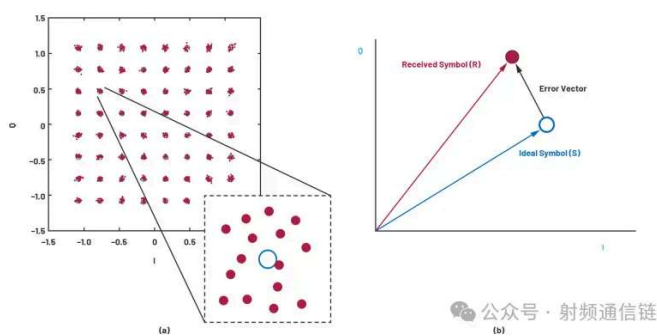 1.5
1.0
0.5
0
−0.5
−1.0
−1.5
Q
−1.5
−1.0
−0.5
0
0.5
I
(a)
Q
Received Symbol (R)
Error Vector
Ideal Symbol (S)
I
(b)
公众号 · 射频通信链